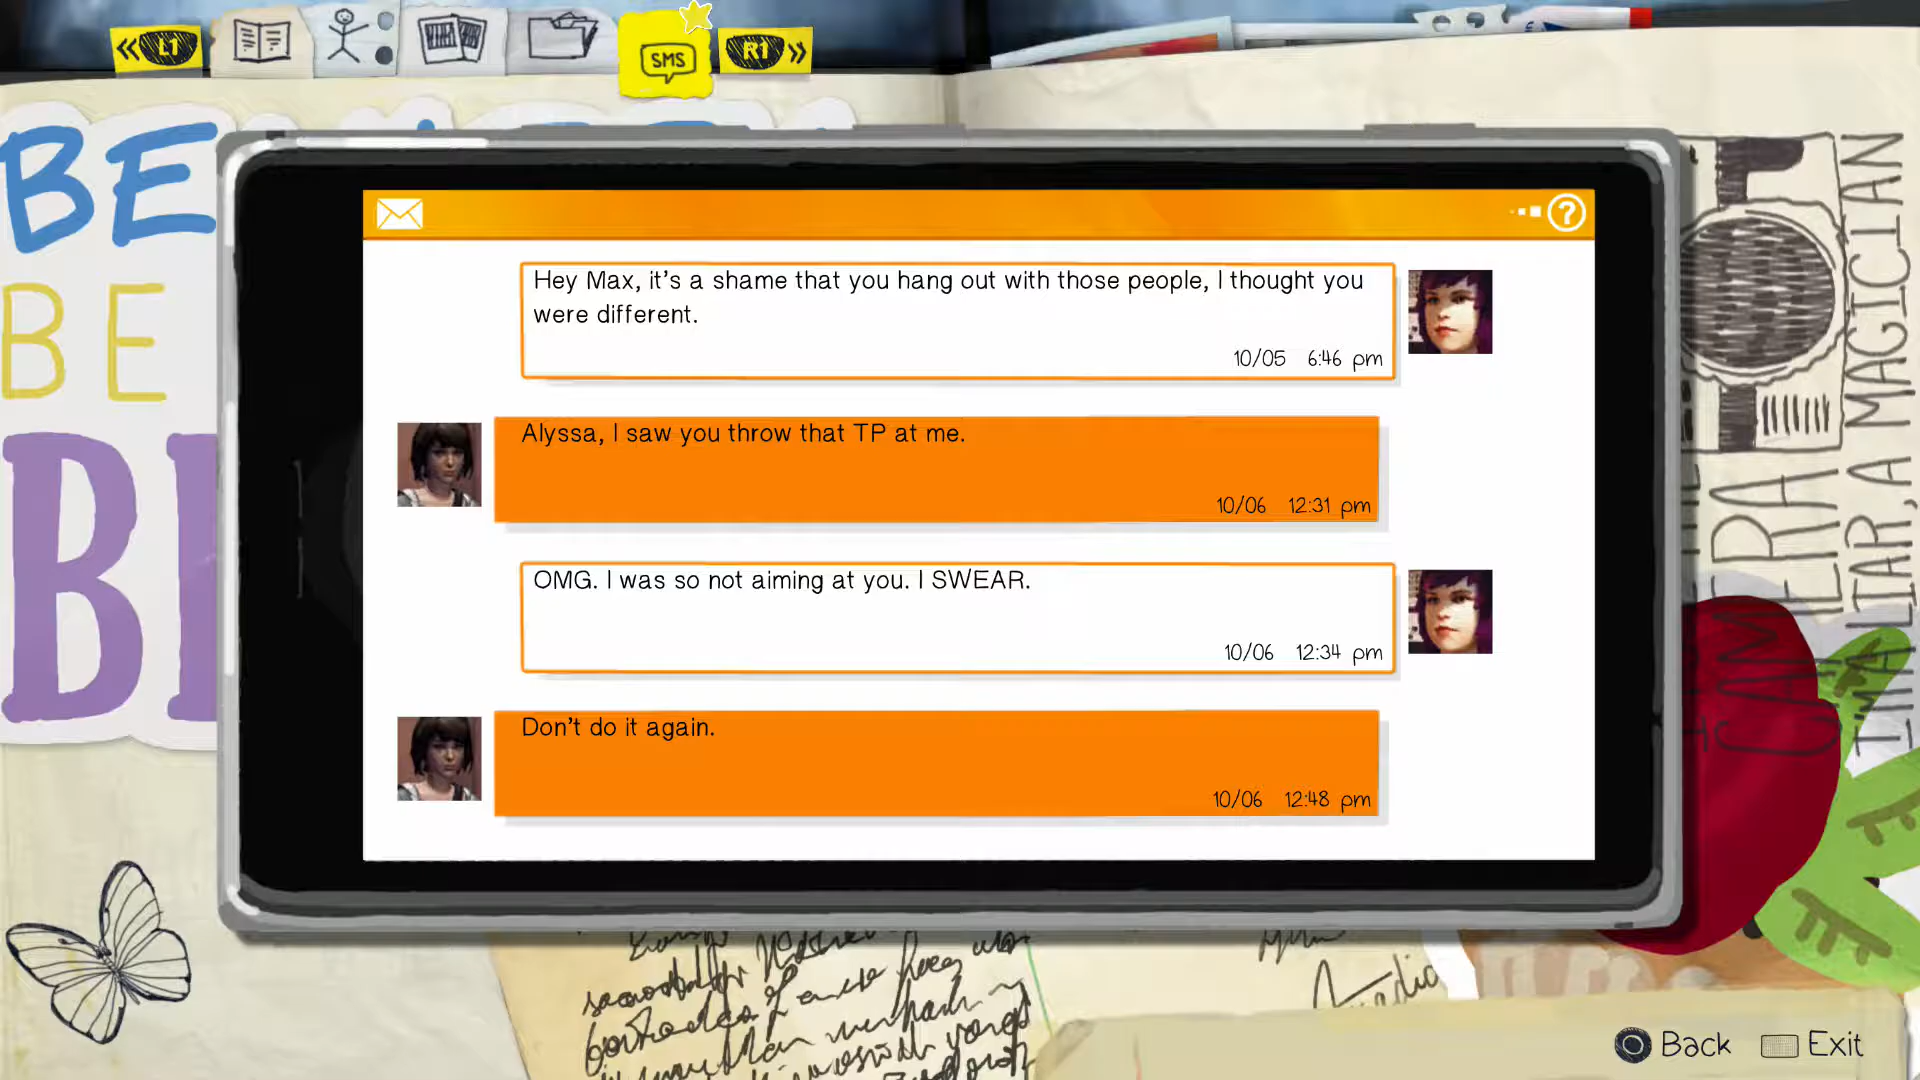 L1
SMS
R1
BE
BE
Hey Max, it's a shame that you hang out with those people, I thought you
were different.
10/05 6:46 pm
Alyssa, I saw you throw that TP at me.
10/06 12:31 pm
OMG. I was so not aiming at you. I SWEAR.
10/06 12:34 pm
Don't do it again.
10/06 12:48 pm
CAMERA
I'M A LIAR, A MAGICIAN
Back
Exit